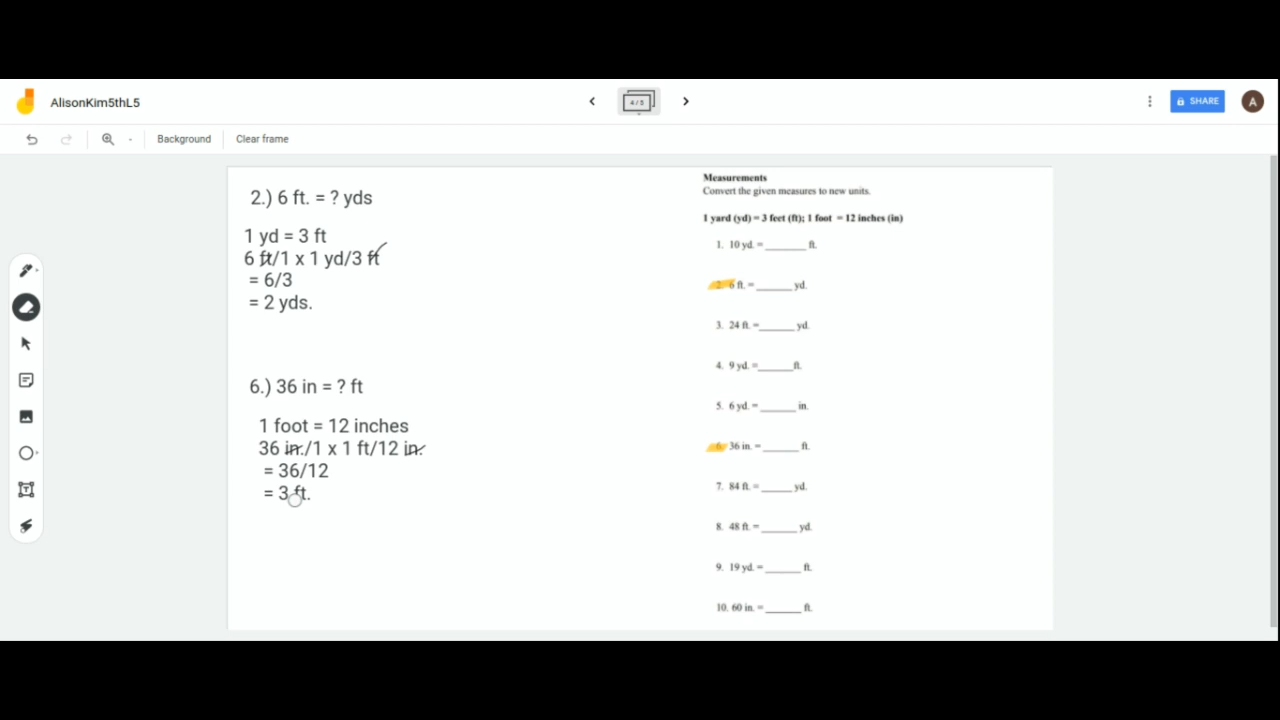 AlisonKim5thL5
4 / 5
SHARE
A
Background
Clear frame
2.) 6 ft. = ? yds
1 yd = 3 ft
6 ft/1 x 1 yd/3 ft
= 6/3
= 2 yds.
6.) 36 in = ? ft
1 foot = 12 inches
36 in./1 x 1 ft/12 in.
= 36/12
= 3 ft.
Measurements
Convert the given measures to new units.
1 yard (yd) = 3 feet (ft); 1 foot = 12 inches (in)
1. 10 yd. = _______ ft.
2. 6 ft. = ______ yd.
3. 24 ft. =______ yd.
4. 9 yd. =______ft.
5. 6 yd. = ______ in.
6. 36 in. = ______ ft.
7. 84 ft. = _____ yd.
8. 48 ft. = ______ yd.
9. 19 yd. = ______ ft.
10. 60 in. = ______ ft.